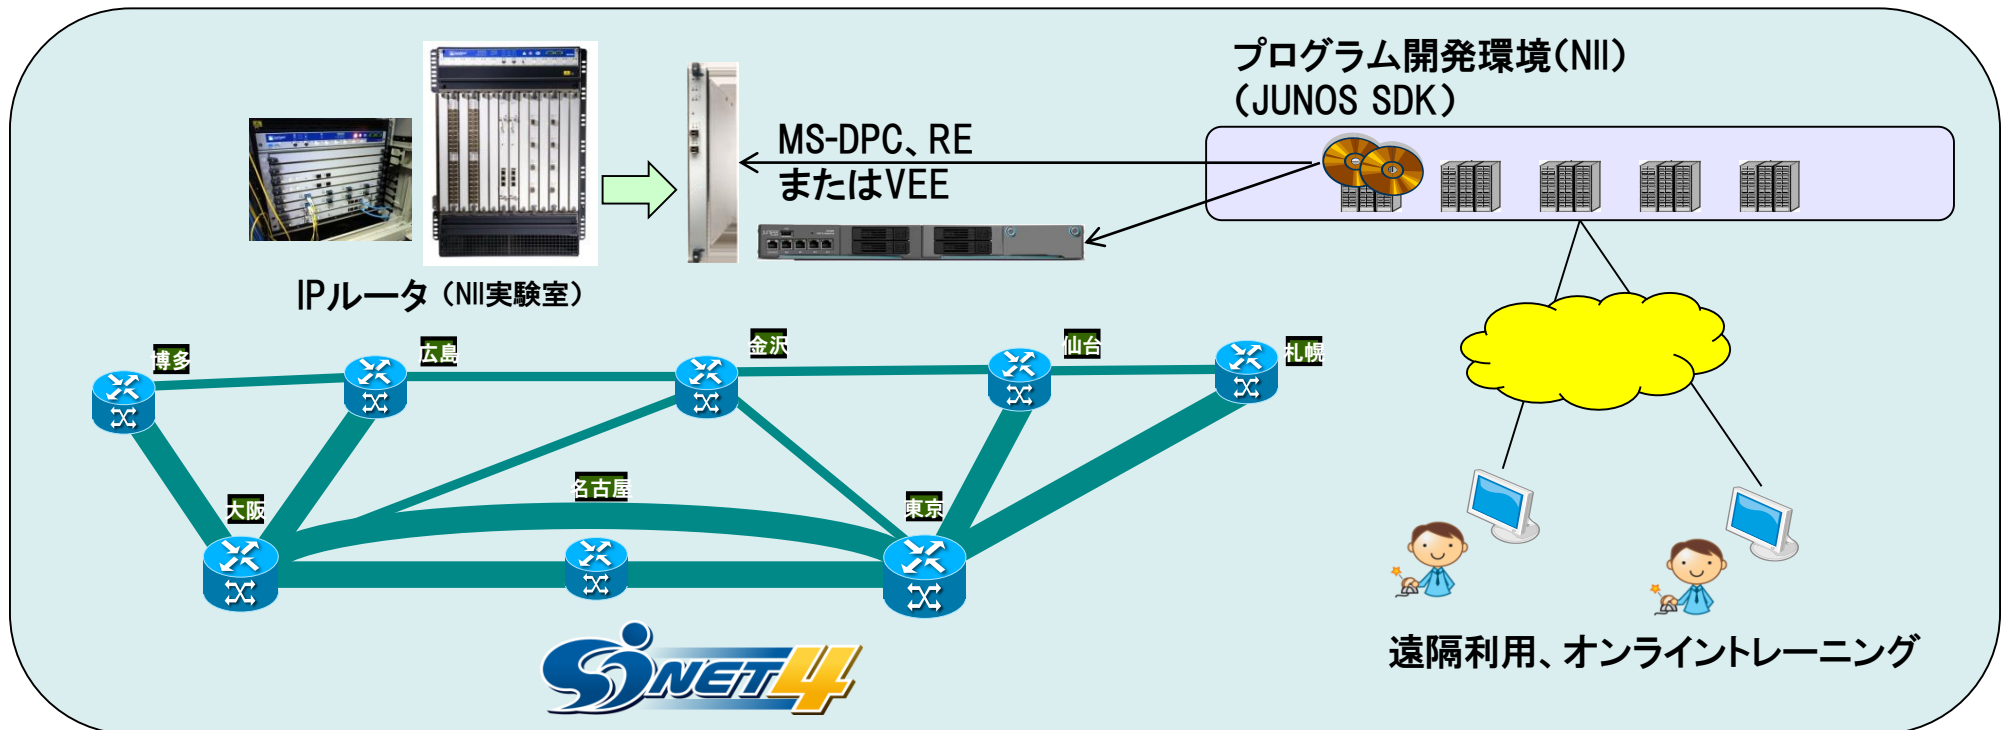 プログラム開発環境(NII)
(JUNOS SDK)
MS-DPC、RE
またはVEE
IPルータ (NII実験室)
博多
広島
金沢
仙台
札幌
大阪
名古屋
東京
SINET4
遠隔利用、オンライントレーニング